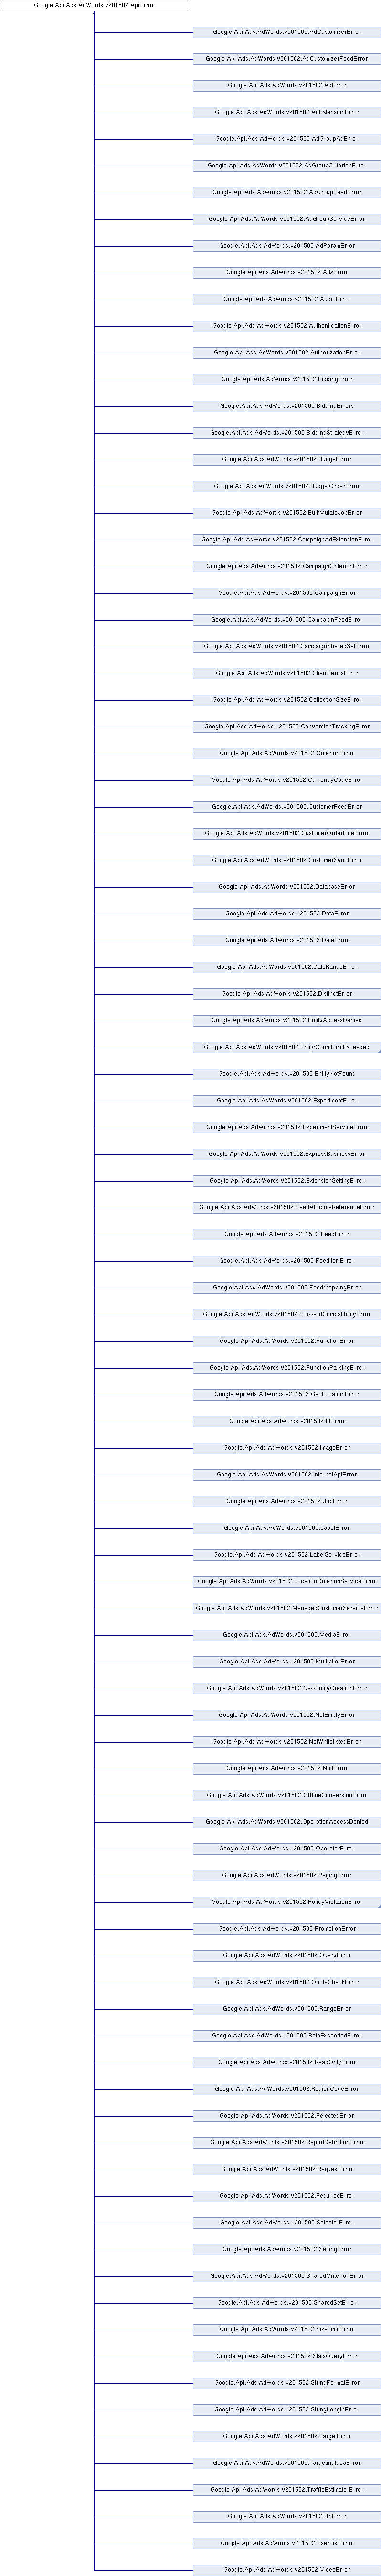 Google.Api.Ads.AdWords.v201502.ApiError
Google.Api.Ads.AdWords.v201502.AdCustomizerError
Google.Api.Ads.AdWords.v201502.AdCustomizerFeedError
Google.Api.Ads.AdWords.v201502.AdError
Google.Api.Ads.AdWords.v201502.AdExtensionError
Google.Api.Ads.AdWords.v201502.AdGroupAdError
Google.Api.Ads.AdWords.v201502.AdGroupCriterionError
Google.Api.Ads.AdWords.v201502.AdGroupFeedError
Google.Api.Ads.AdWords.v201502.AdGroupServiceError
Google.Api.Ads.AdWords.v201502.AdParamError
Google.Api.Ads.AdWords.v201502.AdxError
Google.Api.Ads.AdWords.v201502.AudioError
Google.Api.Ads.AdWords.v201502.AuthenticationError
Google.Api.Ads.AdWords.v201502.AuthorizationError
Google.Api.Ads.AdWords.v201502.BiddingError
Google.Api.Ads.AdWords.v201502.BiddingErrors
Google.Api.Ads.AdWords.v201502.BiddingStrategyError
Google.Api.Ads.AdWords.v201502.BudgetError
Google.Api.Ads.AdWords.v201502.BudgetOrderError
Google.Api.Ads.AdWords.v201502.BulkMutateJobError
Google.Api.Ads.AdWords.v201502.CampaignAdExtensionError
Google.Api.Ads.AdWords.v201502.CampaignCriterionError
Google.Api.Ads.AdWords.v201502.CampaignError
Google.Api.Ads.AdWords.v201502.CampaignFeedError
Google.Api.Ads.AdWords.v201502.CampaignSharedSetError
Google.Api.Ads.AdWords.v201502.ClientTermsError
Google.Api.Ads.AdWords.v201502.CollectionSizeError
Google.Api.Ads.AdWords.v201502.ConversionTrackingError
Google.Api.Ads.AdWords.v201502.CriterionError
Google.Api.Ads.AdWords.v201502.CurrencyCodeError
Google.Api.Ads.AdWords.v201502.CustomerFeedError
Google.Api.Ads.AdWords.v201502.CustomerOrderLineError
Google.Api.Ads.AdWords.v201502.CustomerSyncError
Google.Api.Ads.AdWords.v201502.DatabaseError
Google.Api.Ads.AdWords.v201502.DataError
Google.Api.Ads.AdWords.v201502.DateError
Google.Api.Ads.AdWords.v201502.DateRangeError
Google.Api.Ads.AdWords.v201502.DistinctError
Google.Api.Ads.AdWords.v201502.EntityAccessDenied
Google.Api.Ads.AdWords.v201502.EntityCountLimitExceeded
Google.Api.Ads.AdWords.v201502.EntityNotFound
Google.Api.Ads.AdWords.v201502.ExperimentError
Google.Api.Ads.AdWords.v201502.ExperimentServiceError
Google.Api.Ads.AdWords.v201502.ExpressBusinessError
Google.Api.Ads.AdWords.v201502.ExtensionSettingError
Google.Api.Ads.AdWords.v201502.FeedAttributeReferenceError
Google.Api.Ads.AdWords.v201502.FeedError
Google.Api.Ads.AdWords.v201502.FeedItemError
Google.Api.Ads.AdWords.v201502.FeedMappingError
Google.Api.Ads.AdWords.v201502.ForwardCompatibilityError
Google.Api.Ads.AdWords.v201502.FunctionError
Google.Api.Ads.AdWords.v201502.FunctionParsingError
Google.Api.Ads.AdWords.v201502.GeoLocationError
Google.Api.Ads.AdWords.v201502.IdError
Google.Api.Ads.AdWords.v201502.ImageError
Google.Api.Ads.AdWords.v201502.InternalApiError
Google.Api.Ads.AdWords.v201502.JobError
Google.Api.Ads.AdWords.v201502.LabelError
Google.Api.Ads.AdWords.v201502.LabelServiceError
Google.Api.Ads.AdWords.v201502.LocationCriterionServiceError
Google.Api.Ads.AdWords.v201502.ManagedCustomerServiceError
Google.Api.Ads.AdWords.v201502.MediaError
Google.Api.Ads.AdWords.v201502.MultiplierError
Google.Api.Ads.AdWords.v201502.NewEntityCreationError
Google.Api.Ads.AdWords.v201502.NotEmptyError
Google.Api.Ads.AdWords.v201502.NotWhitelistedError
Google.Api.Ads.AdWords.v201502.NullError
Google.Api.Ads.AdWords.v201502.OfflineConversionError
Google.Api.Ads.AdWords.v201502.OperationAccessDenied
Google.Api.Ads.AdWords.v201502.OperatorError
Google.Api.Ads.AdWords.v201502.PagingError
Google.Api.Ads.AdWords.v201502.PolicyViolationError
Google.Api.Ads.AdWords.v201502.PromotionError
Google.Api.Ads.AdWords.v201502.QueryError
Google.Api.Ads.AdWords.v201502.QuotaCheckError
Google.Api.Ads.AdWords.v201502.RangeError
Google.Api.Ads.AdWords.v201502.RateExceededError
Google.Api.Ads.AdWords.v201502.ReadOnlyError
Google.Api.Ads.AdWords.v201502.RegionCodeError
Google.Api.Ads.AdWords.v201502.RejectedError
Google.Api.Ads.AdWords.v201502.ReportDefinitionError
Google.Api.Ads.AdWords.v201502.RequestError
Google.Api.Ads.AdWords.v201502.RequiredError
Google.Api.Ads.AdWords.v201502.SelectorError
Google.Api.Ads.AdWords.v201502.SettingError
Google.Api.Ads.AdWords.v201502.SharedCriterionError
Google.Api.Ads.AdWords.v201502.SharedSetError
Google.Api.Ads.AdWords.v201502.SizeLimitError
Google.Api.Ads.AdWords.v201502.StatsQueryError
Google.Api.Ads.AdWords.v201502.StringFormatError
Google.Api.Ads.AdWords.v201502.StringLengthError
Google.Api.Ads.AdWords.v201502.TargetError
Google.Api.Ads.AdWords.v201502.TargetingIdeaError
Google.Api.Ads.AdWords.v201502.TrafficEstimatorError
Google.Api.Ads.AdWords.v201502.UrlError
Google.Api.Ads.AdWords.v201502.UserListError
Google.Api.Ads.AdWords.v201502.VideoError